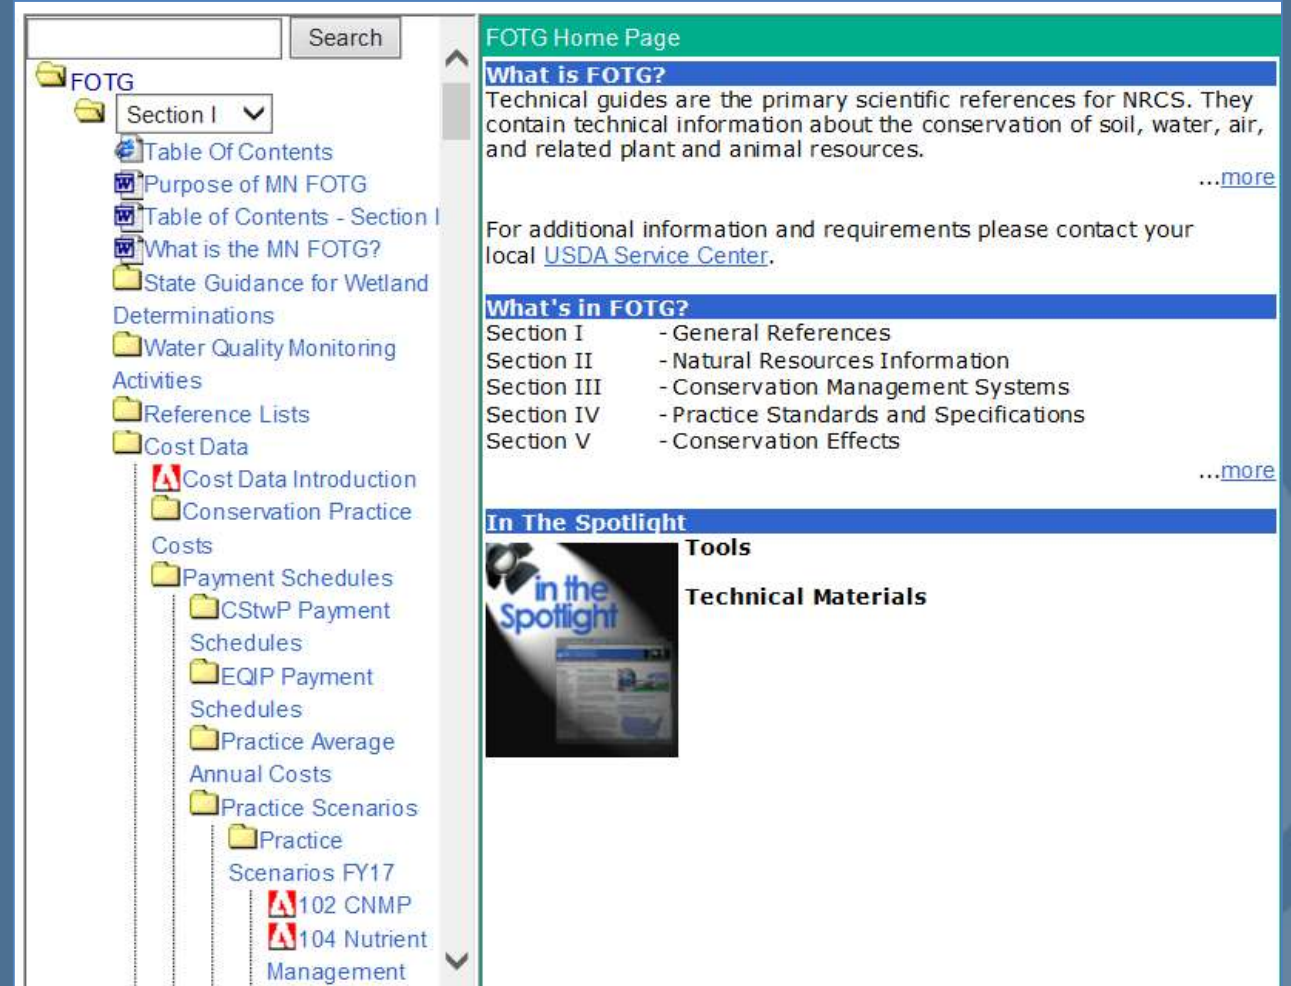 Search
FOTG
Section I
Table Of Contents
Purpose of MN FOTG
Table of Contents - Section I
What is the MN FOTG?
State Guidance for Wetland
Determinations
Water Quality Monitoring
Activities
Reference Lists
Cost Data
Cost Data Introduction
Conservation Practice
Costs
Payment Schedules
CStwP Payment
Schedules
EQIP Payment
Schedules
Practice Average
Annual Costs
Practice Scenarios
Practice
Scenarios FY17
102 CNMP
104 Nutrient
Management
FOTG Home Page
What is FOTG?
Technical guides are the primary scientific references for NRCS. They
contain technical information about the conservation of soil, water, air,
and related plant and animal resources.
...more
For additional information and requirements please contact your
local USDA Service Center.
What's in FOTG?
Section I - General References
Section II - Natural Resources Information
Section III - Conservation Management Systems
Section IV - Practice Standards and Specifications
Section V - Conservation Effects
...more
In The Spotlight
in the
Spotlight
Tools
Technical Materials